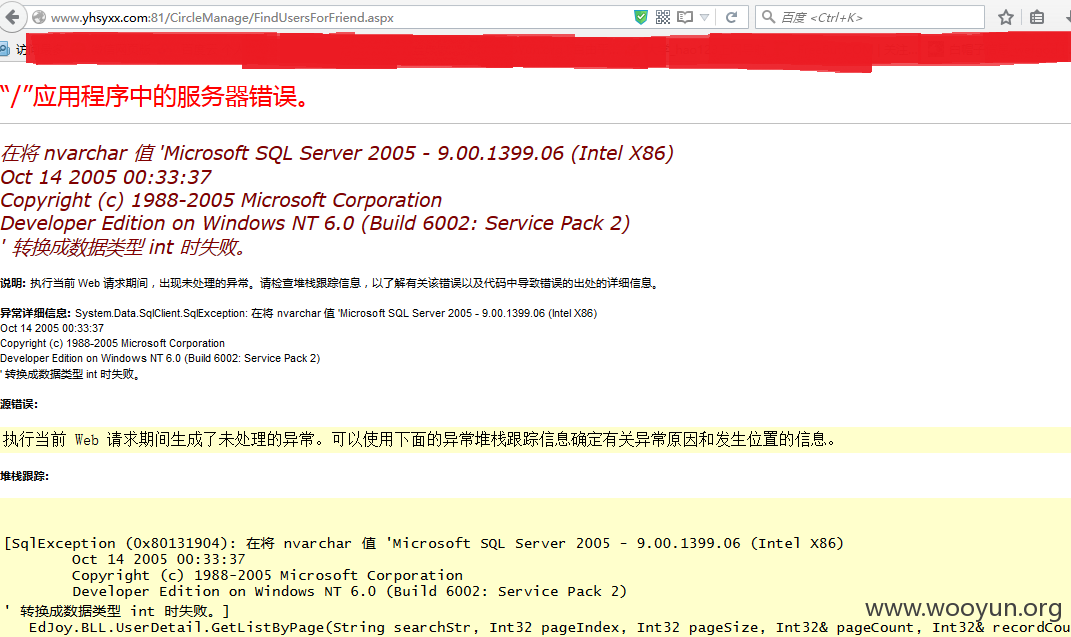 www.yhsyxx.com:81/CircleManage/FindUsersForFriend.aspx
百度 <Ctrl+K>
访
“/”应用程序中的服务器错误。
在将 nvarchar 值 'Microsoft SQL Server 2005 - 9.00.1399.06 (Intel X86)
Oct 14 2005 00:33:37
Copyright (c) 1988-2005 Microsoft Corporation
Developer Edition on Windows NT 6.0 (Build 6002: Service Pack 2)
' 转换成数据类型 int 时失败。
说明: 执行当前 Web 请求期间，出现未处理的异常。请检查堆栈跟踪信息，以了解有关该错误以及代码中导致错误的出处的详细信息。
异常详细信息: System.Data.SqlClient.SqlException: 在将 nvarchar 值 'Microsoft SQL Server 2005 - 9.00.1399.06 (Intel X86)
Oct 14 2005 00:33:37
Copyright (c) 1988-2005 Microsoft Corporation
Developer Edition on Windows NT 6.0 (Build 6002: Service Pack 2)
' 转换成数据类型 int 时失败。
源错误:
执行当前 Web 请求期间生成了未处理的异常。可以使用下面的异常堆栈跟踪信息确定有关异常原因和发生位置的信息。
堆栈跟踪:
[SqlException (0x80131904): 在将 nvarchar 值 'Microsoft SQL Server 2005 - 9.00.1399.06 (Intel X86)
Oct 14 2005 00:33:37
Copyright (c) 1988-2005 Microsoft Corporation
Developer Edition on Windows NT 6.0 (Build 6002: Service Pack 2)
' 转换成数据类型 int 时失败。]
EdJoy.BLL.UserDetail.GetListByPage(String searchStr, Int32 pageIndex, Int32 pageSize, Int32& pageCount, Int32& recordCou
www.wooyun.org